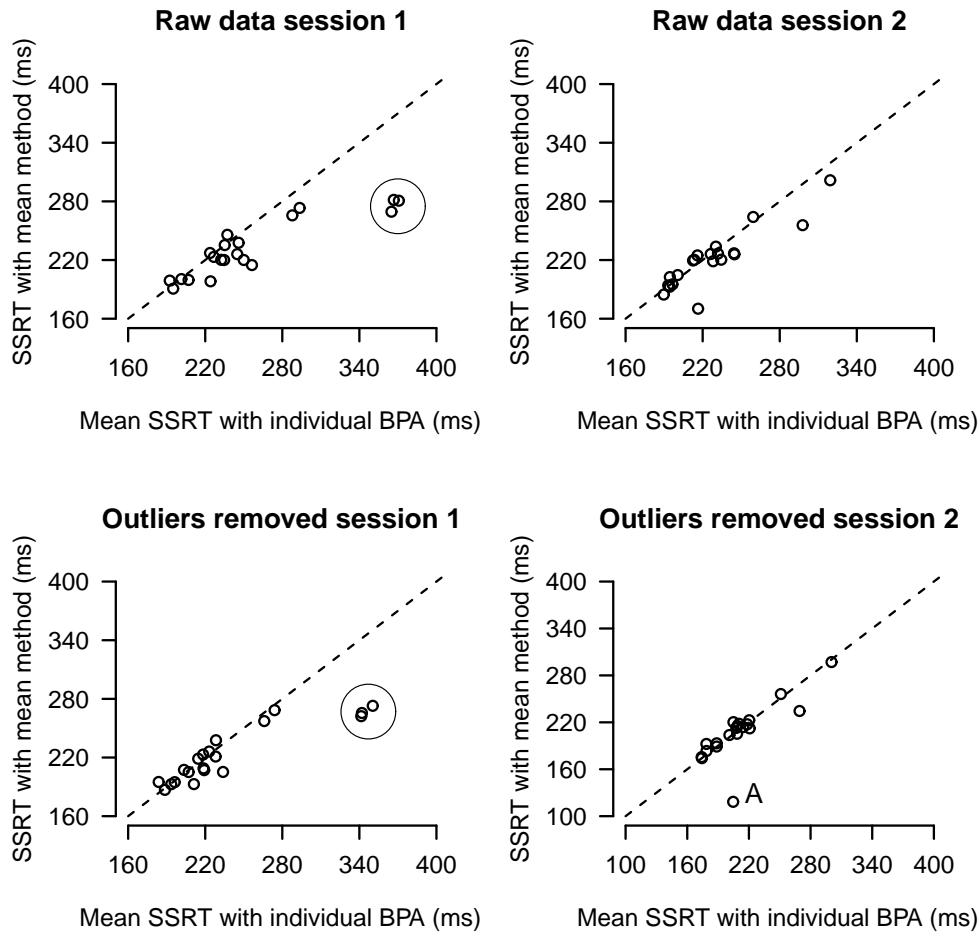 Raw data session 1
SSRT with mean method (ms)
400
340
280
220
160
160 220 280 340 400
Mean SSRT with individual BPA (ms)
Raw data session 2
SSRT with mean method (ms)
400
340
280
220
160
160 220 280 340 400
Mean SSRT with individual BPA (ms)
Outliers removed session 1
SSRT with mean method (ms)
400
340
280
220
160
160 220 280 340 400
Mean SSRT with individual BPA (ms)
Outliers removed session 2
SSRT with mean method (ms)
400
340
280
220
160
100
A
100 160 220 280 340 400
Mean SSRT with individual BPA (ms)